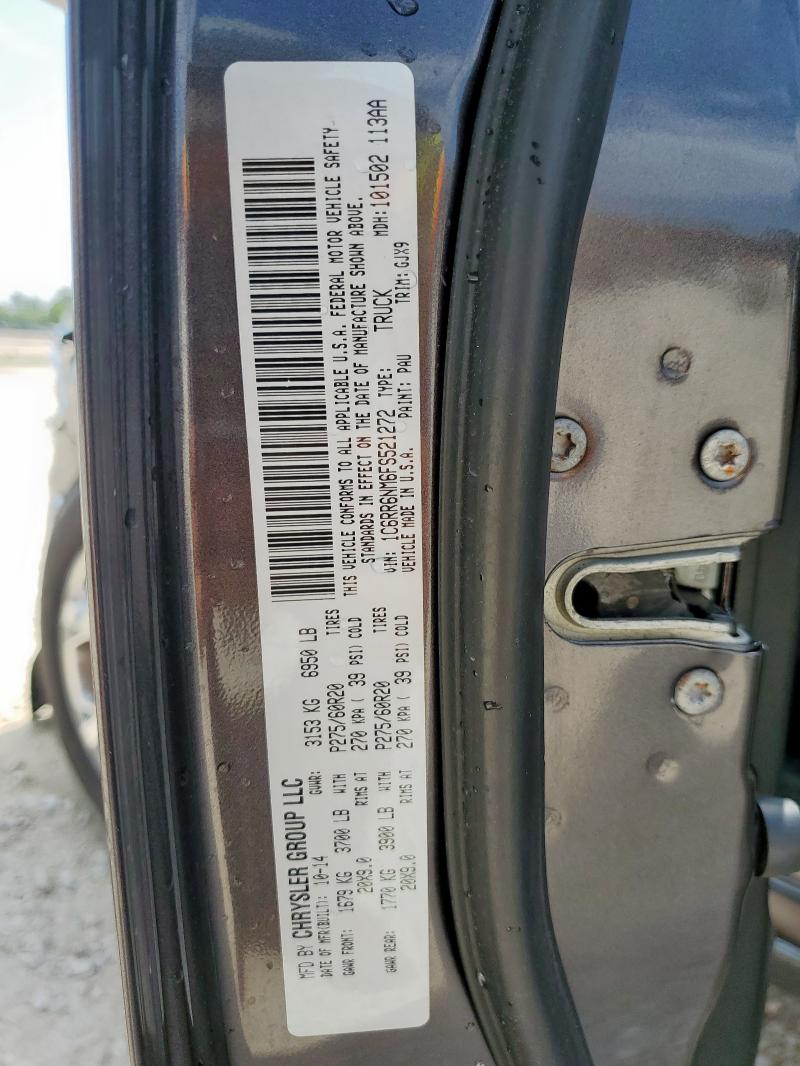 MFD BY CHRYSLER GROUP LLC
DATE OF MFR(BUILT): 10-14 GVWR: 3153 KG 6950 LB
GAWR FRONT: 1679 KG 3700 LB WITH P275/60R20 TIRES
20X9.0 RIMS AT 270 KPA ( 39 PSI) COLD
GAWR REAR: 1770 KG 3900 LB WITH P275/60R20 TIRES
20X9.0 RIMS AT 270 KPA ( 39 PSI) COLD
THIS VEHICLE CONFORMS TO ALL APPLICABLE U.S.A. FEDERAL MOTOR VEHICLE SAFETY
STANDARDS IN EFFECT ON THE DATE OF MANUFACTURE SHOWN ABOVE.
VIN: 1C6RR6NM6FS521272 TYPE: TRUCK MDH:101502 113AA
VEHICLE MADE IN U.S.A. PAINT: PAU TRIM: GJX9